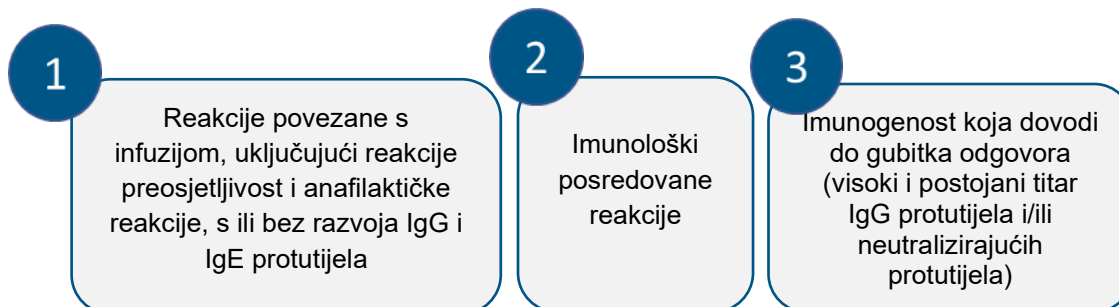 1
Reakcije povezane s
infuzijom, uključujući reakcije
preosjetljivost i anafilaktičke
reakcije, s ili bez razvoja IgG i
IgE protutijela
2
Imunološki
posredovane
reakcije
3
Imunogenost koja dovodi
do gubitka odgovora
(visoki i postojani titar
IgG protutijela i/ili
neutralizirajućih
protutijela)